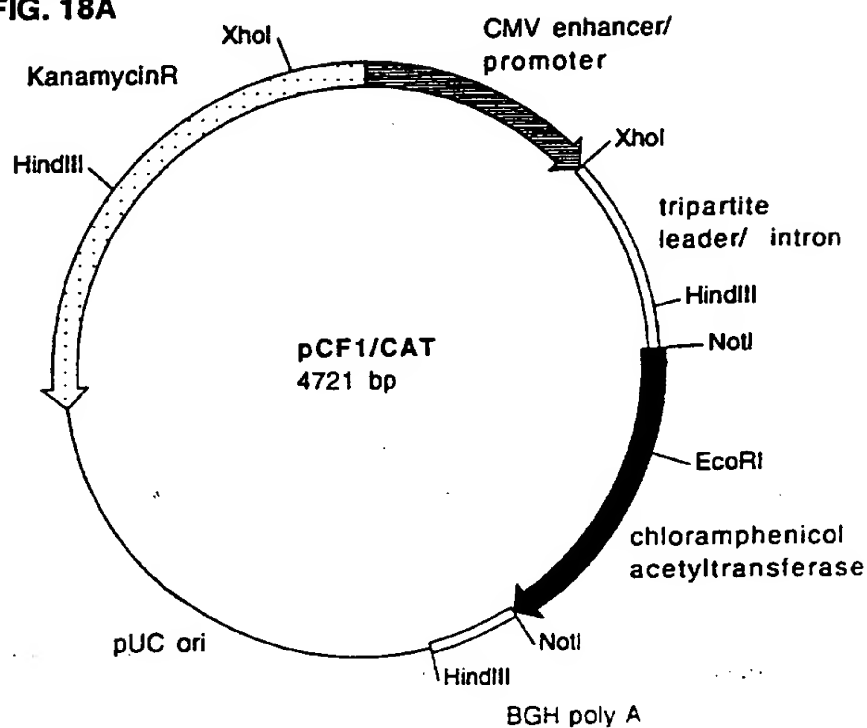 FIG. 18A
XhoI
CMV enhancer/
promoter
KanamycinR
XhoI
HindIII
tripartite
leader/ intron
HindIII
NotI
pCF1/CAT
4721 bp
EcoRI
chloramphenicol
acetyltransferase
pUC ori
NotI
HindIII
BGH poly A